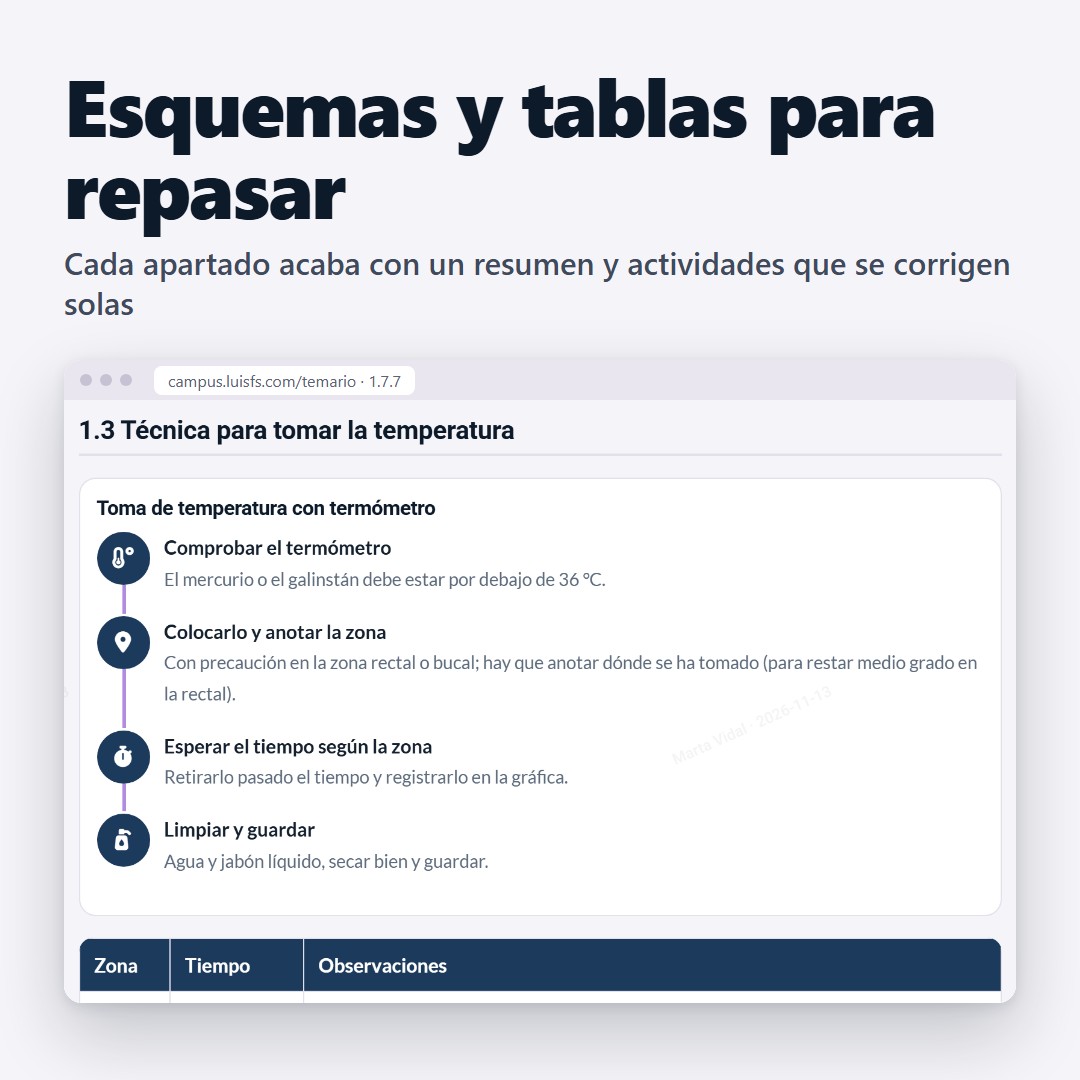 Esquemas y tablas para
repasar
Cada apartado acaba con un resumen y actividades que se corrigen
solas
campus.luisfs.com/temario · 1.7.7
1.3 Técnica para tomar la temperatura
Toma de temperatura con termómetro
Comprobar el termómetro
El mercurio o el galinstán debe estar por debajo de 36 °C.
Colocarlo y anotar la zona
Con precaución en la zona rectal o bucal; hay que anotar dónde se ha tomado (para restar medio grado en
la rectal).
Marta Vidal · 2026-11-13
Esperar el tiempo según la zona
Retirarlo pasado el tiempo y registrarlo en la gráfica.
Limpiar y guardar
Agua y jabón líquido, secar bien y guardar.
Zona Tiempo Observaciones